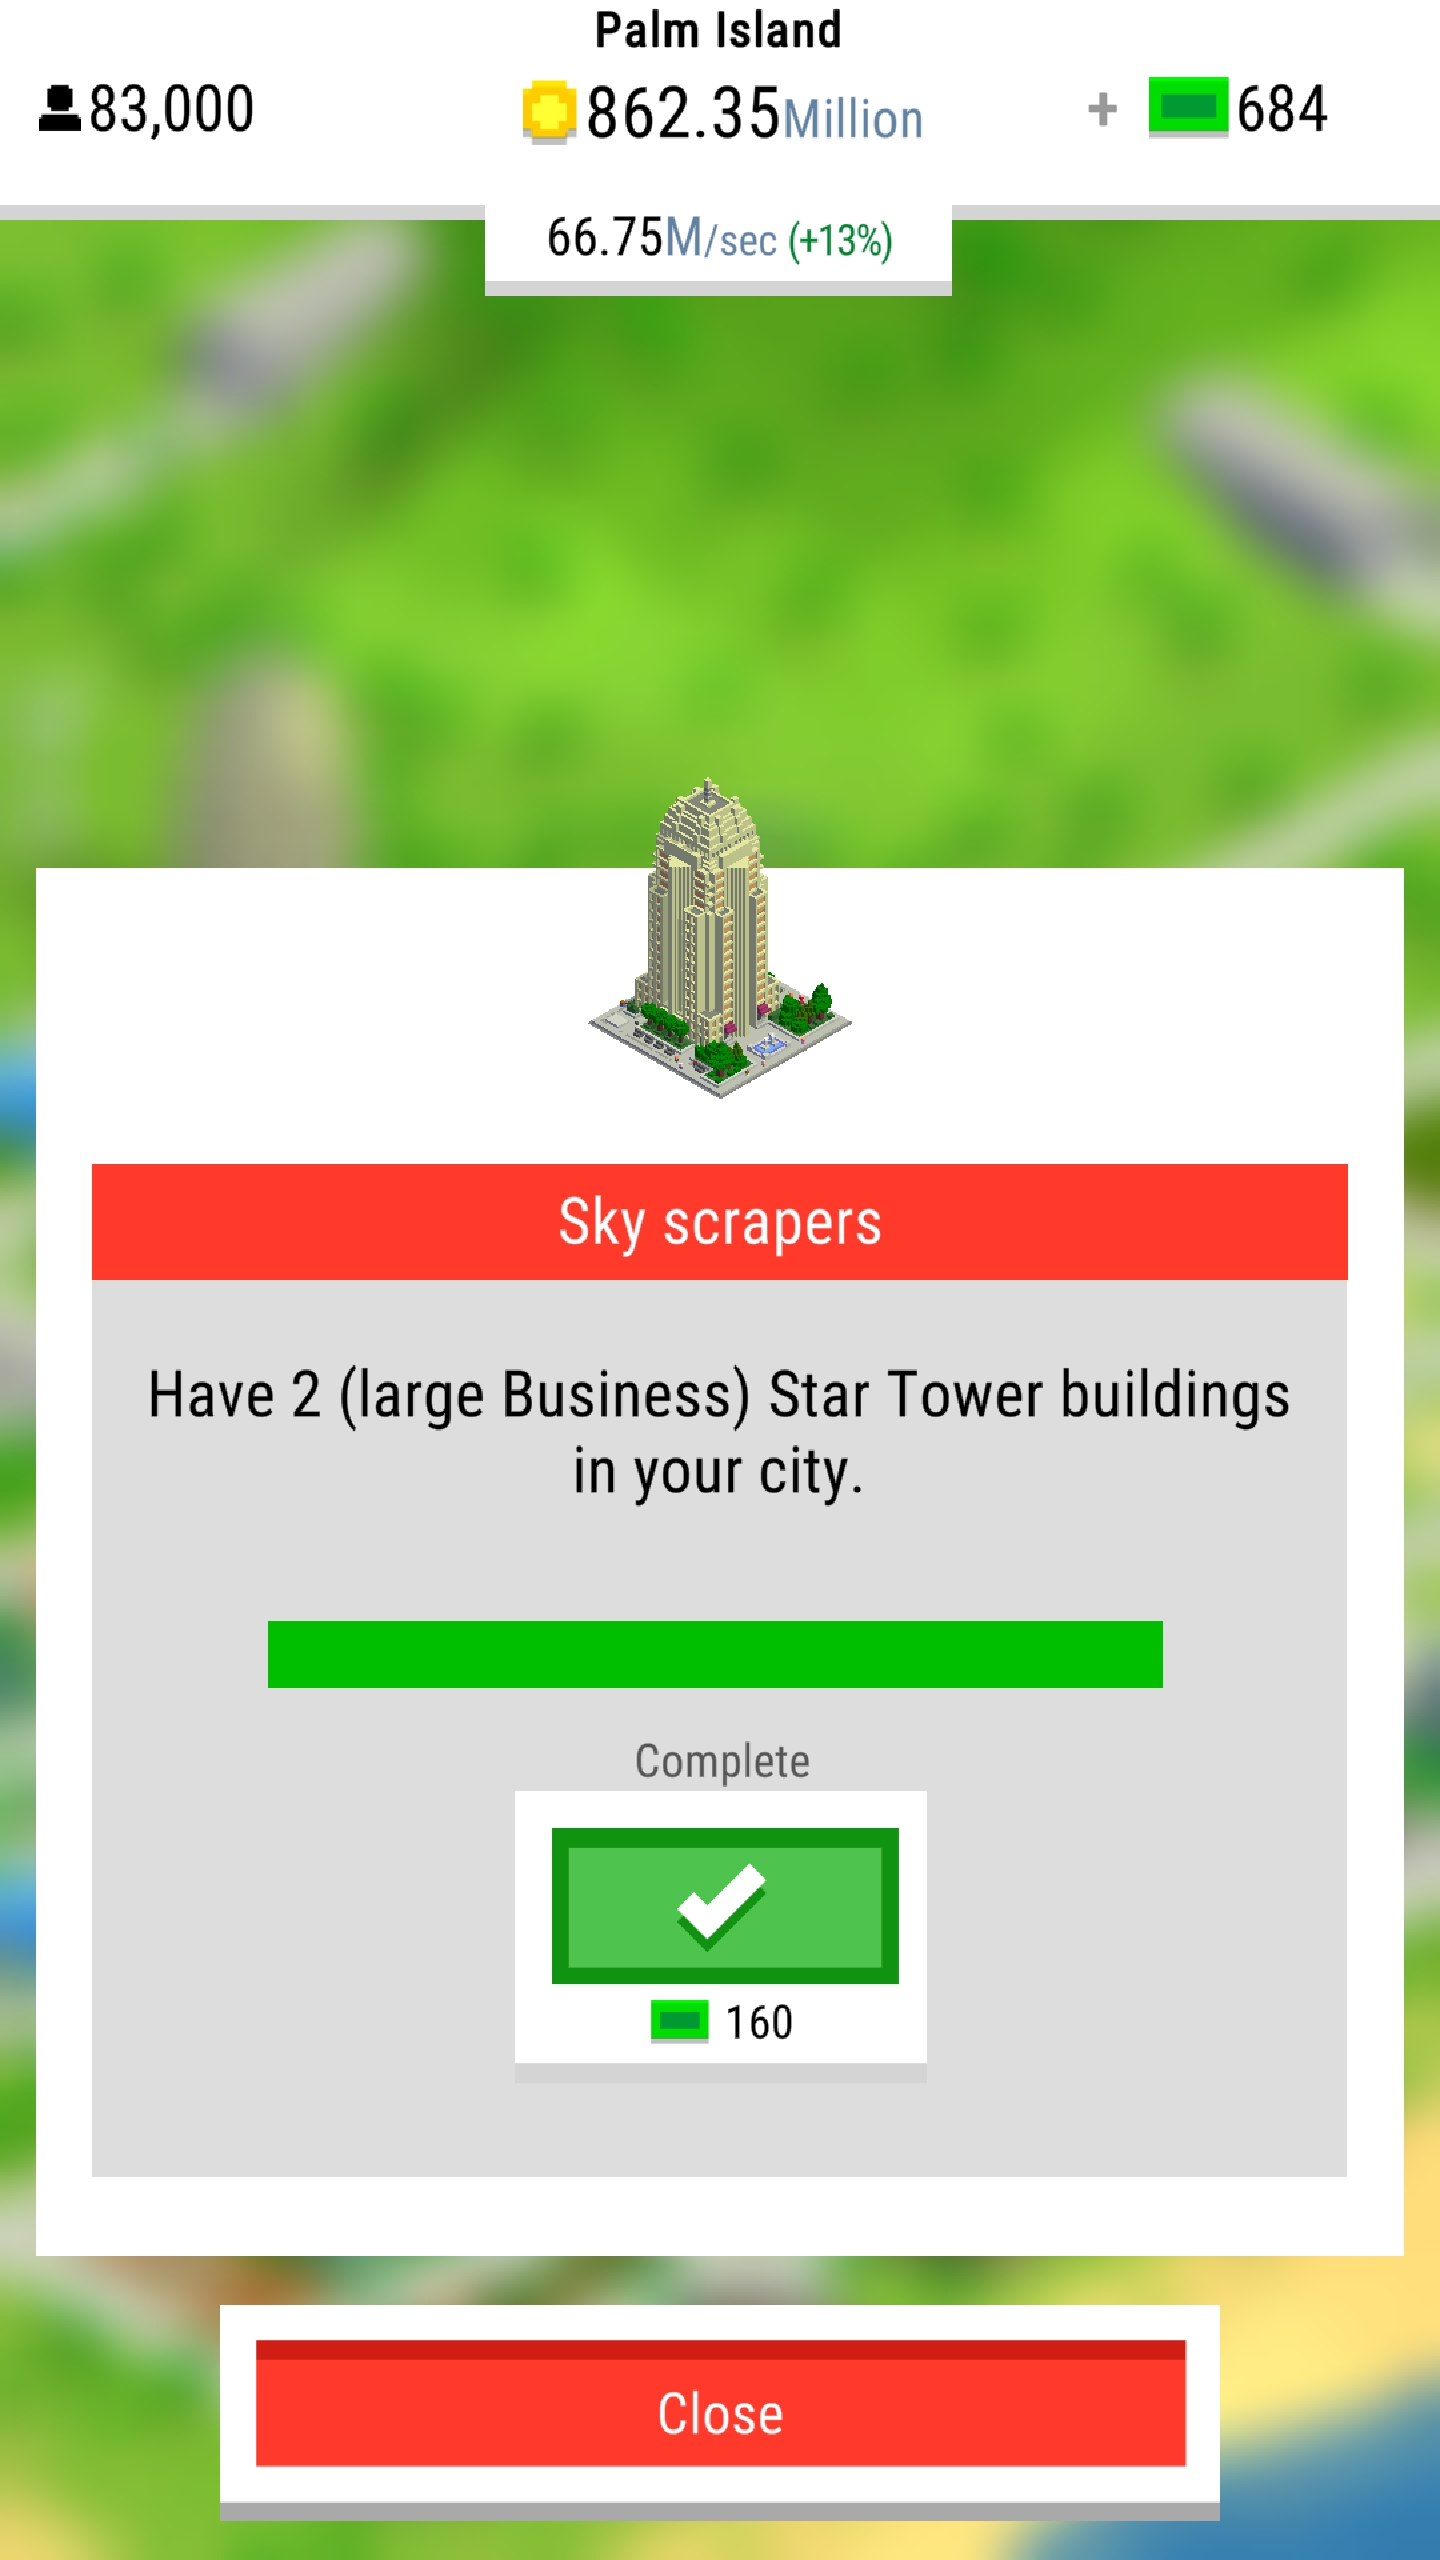 Palm Island
83,000
862.35Million
+ 684
66.75M/sec (+13%)
Sky scrapers
Have 2 (large Business) Star Tower buildings
in your city.
Complete
160
Close